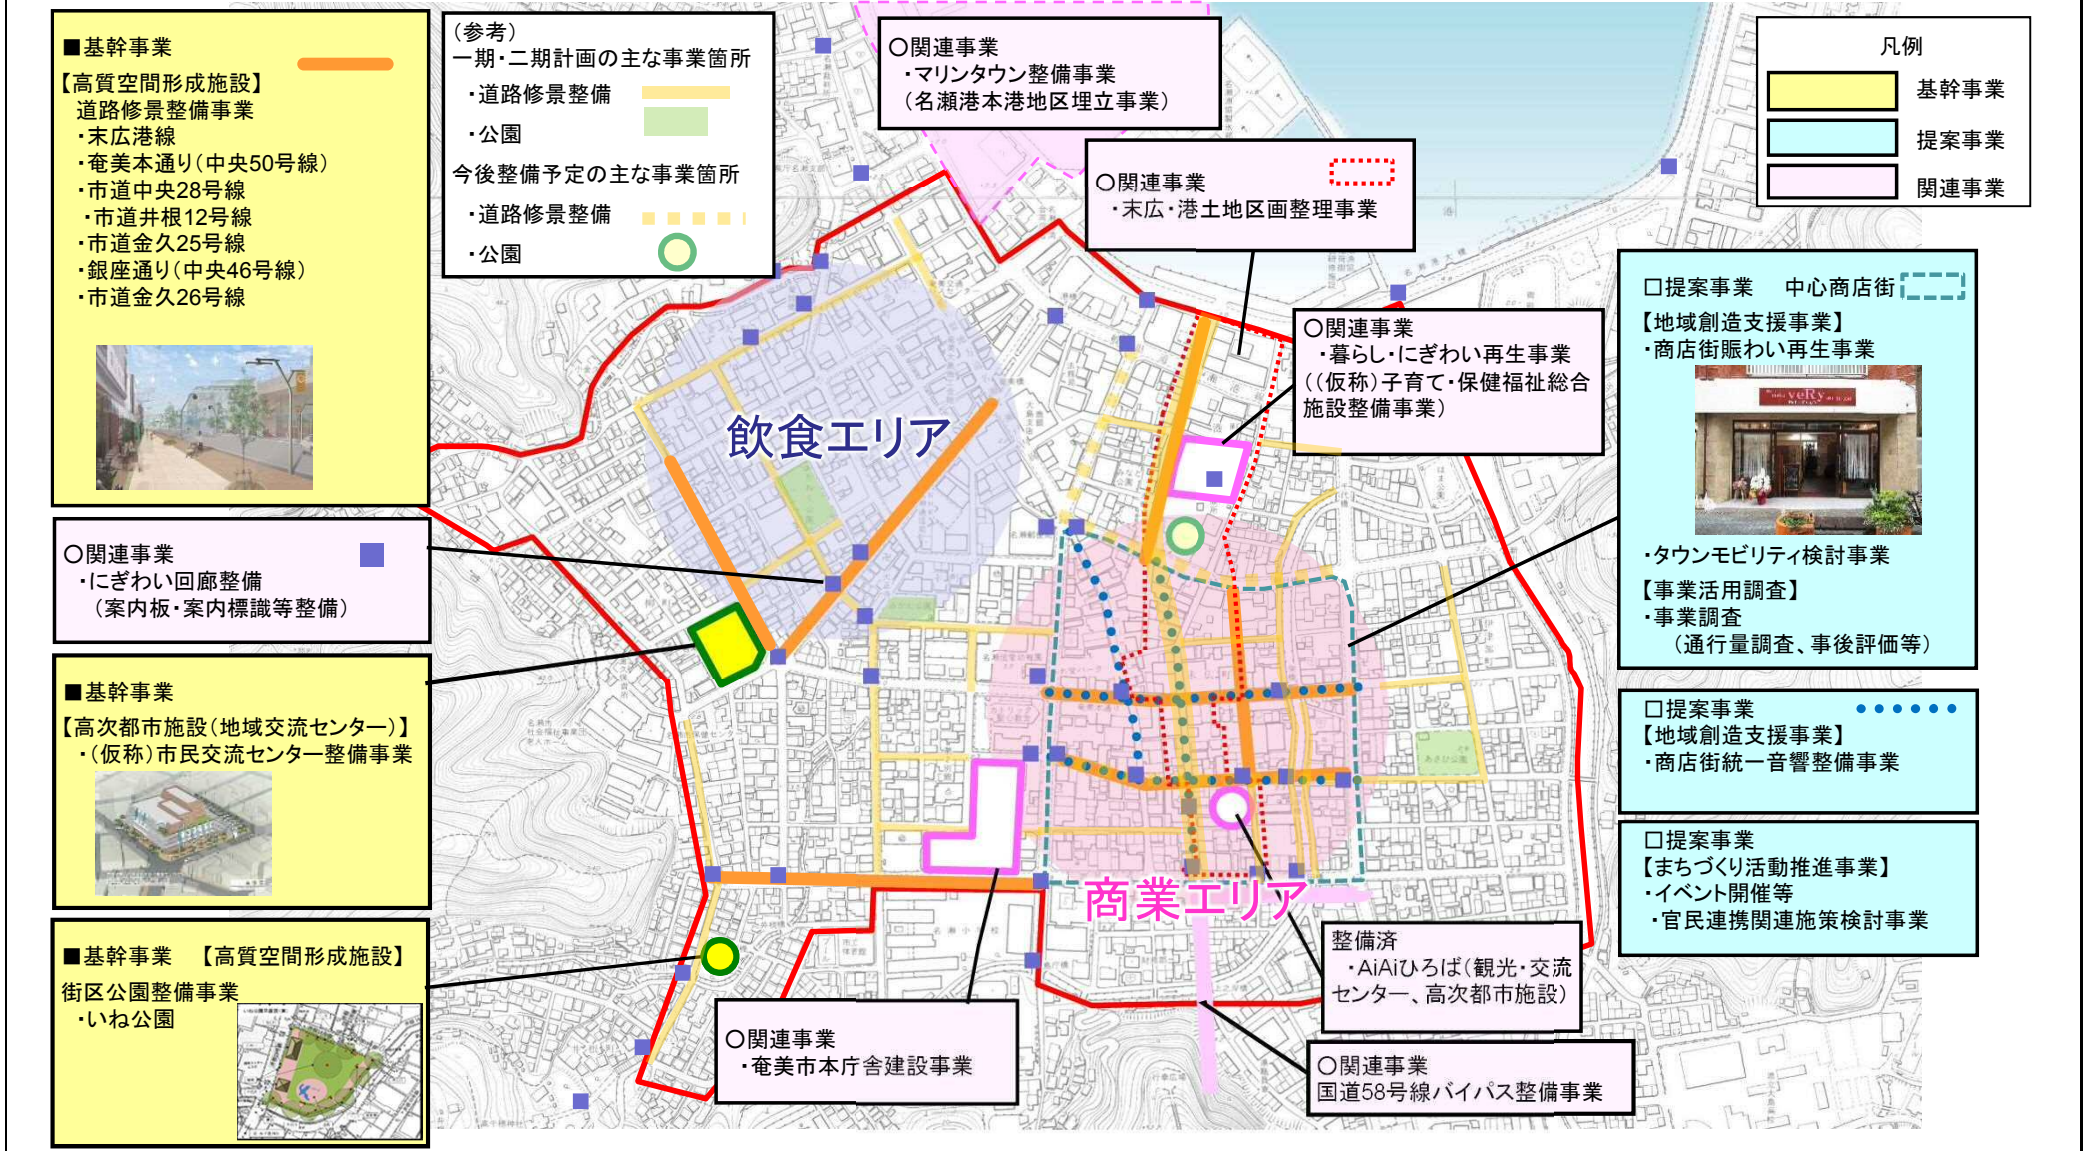 ■基幹事業
【高質空間形成施設】
道路修景整備事業
・末広港線
・奄美本通り(中央50号線)
・市道中央28号線
・市道井根12号線
・市道金久25号線
・銀座通り(中央46号線)
・市道金久26号線
〇関連事業
・にぎわい回廊整備
(案内板・案内標識等整備)
■基幹事業
【高次都市施設(地域交流センター)】
・(仮称)市民交流センター整備事業
■基幹事業 【高質空間形成施設】
街区公園整備事業
・いね公園
(参考)
一期・二期計画の主な事業箇所
・道路修景整備
・公園
今後整備予定の主な事業箇所
・道路修景整備
・公園
〇関連事業
・マリンタウン整備事業
(名瀬港本港地区埋立事業)
〇関連事業
・末広・港土地区画整理事業
〇関連事業
・暮らし・にぎわい再生事業
((仮称)子育て・保健福祉総合
施設整備事業)
飲食エリア
商業エリア
〇関連事業
・奄美市本庁舎建設事業
整備済
・AiAiひろば(観光・交流
センター、高次都市施設)
〇関連事業
国道58号線バイパス整備事業
凡例
基幹事業
提案事業
関連事業
□提案事業 中心商店街
【地域創造支援事業】
・商店街賑わい再生事業
veRy
・タウンモビリティ検討事業
【事業活用調査】
・事業調査
(通行量調査、事後評価等)
□提案事業
【地域創造支援事業】
・商店街統一音響整備事業
□提案事業
【まちづくり活動推進事業】
・イベント開催等
・官民連携関連施策検討事業